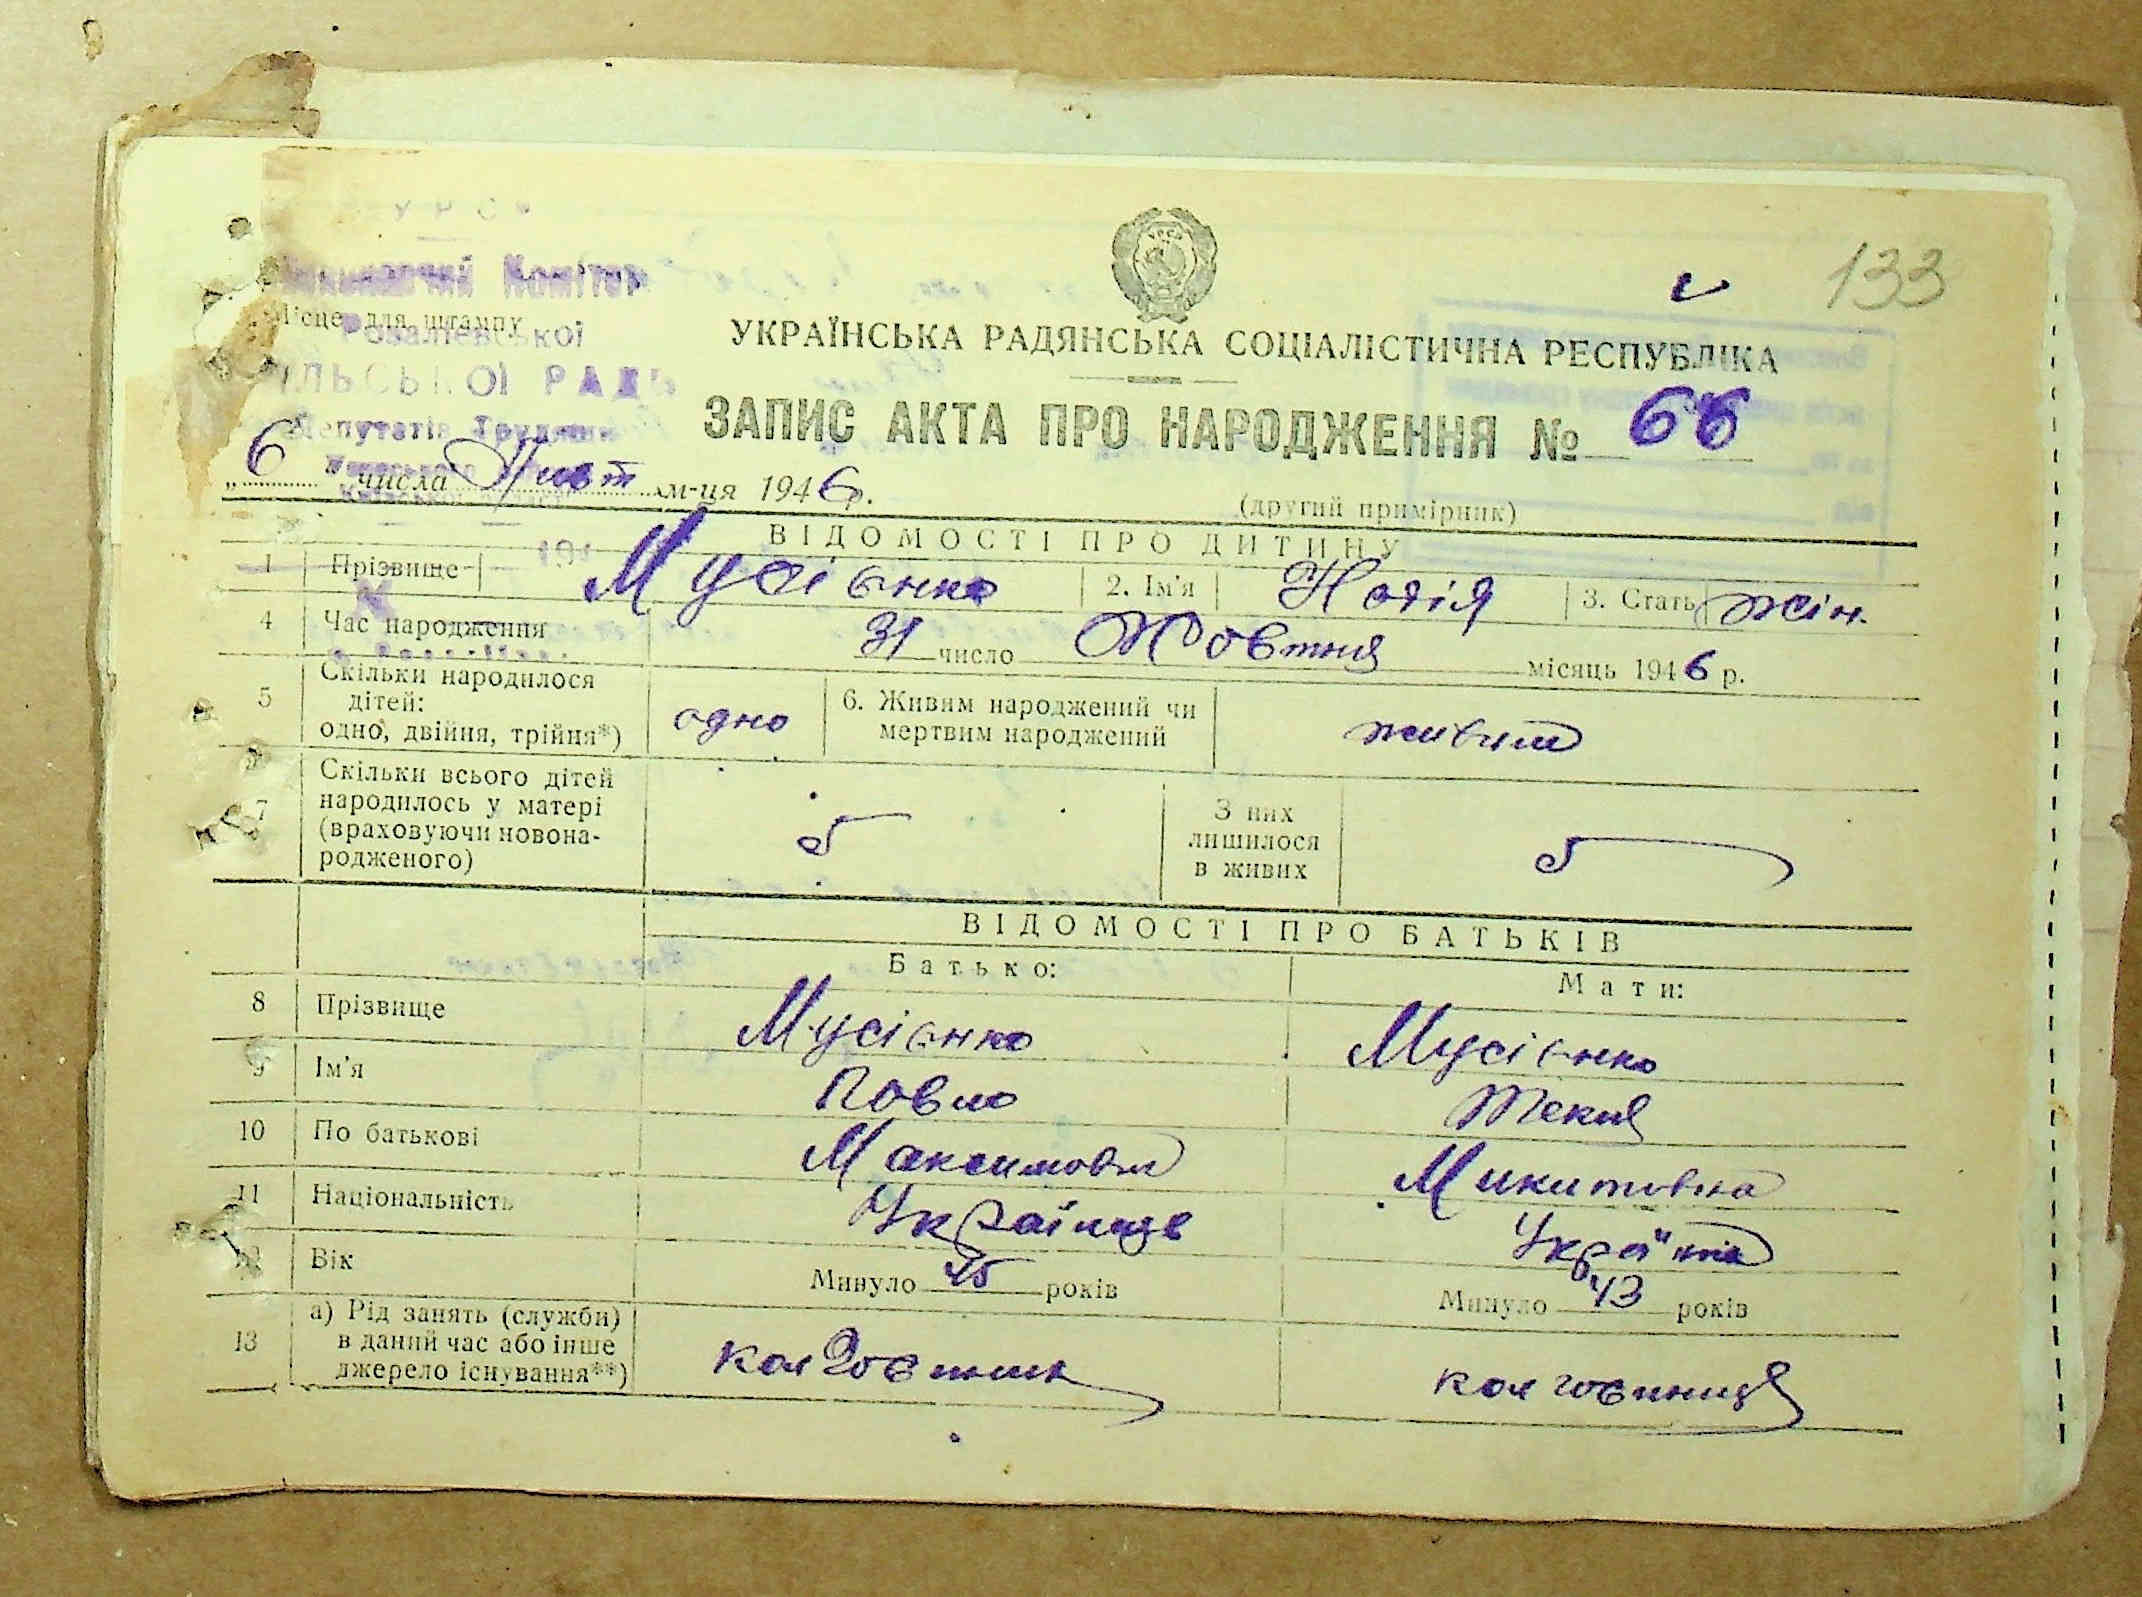 133
Виконавчий Комітет
Місце для штампу
Розаліевської
СІЛЬСЬКОЇ РАДИ
УКРАЇНСЬКА РАДЯНСЬКА СОЦІАЛІСТИЧНА РЕСПУБЛІКА
Депутатів Трудящих
ЗАПИС АКТА ПРО НАРОДЖЕННЯ № 66
„ 6 " числа Лист м-ця 1946 р.
(другий примірник)
ВІДОМОСТІ ПРО ДИТИНУ
1 Прізвище Мусієнко 2. Ім'я Надія 3. Стать жін.
4 Час народження 31 число Жовтня місяць 1946 р.
5 Скільки народилося
дітей:
одно, двійня, трійня*) одно 6. Живим народжений чи
мертвим народжений живим
7 Скільки всього дітей
народилось у матері
(враховуючи новона-
родженого) 5 З них
лишилося
в живих 5
ВІДОМОСТІ ПРО БАТЬКІВ
Батько: Мати:
8 Прізвище Мусієнко Мусієнко
9 Ім'я Павло Текля
10 По батькові Максимович Микитовна
11 Національність Українець Українка
12 Вік Минуло 45 років Минуло 43 років
13 а) Рід занять (служби)
в даний час або інше
джерело існування**) колгоспник колгоспниця